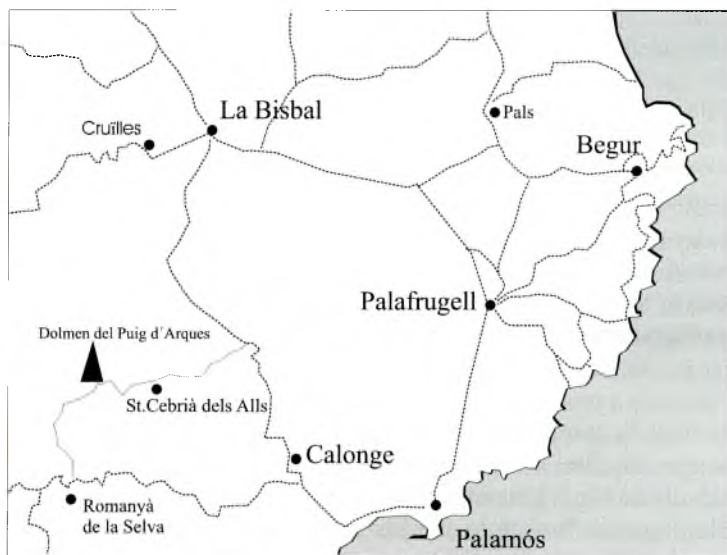 La Bisbal
Pals
Cruïlles
Begur
Palafrugell
Dolmen del Puig d´Arques
St.Cebrià dels Alls
Calonge
Romanyà
de la Selva
Palamós